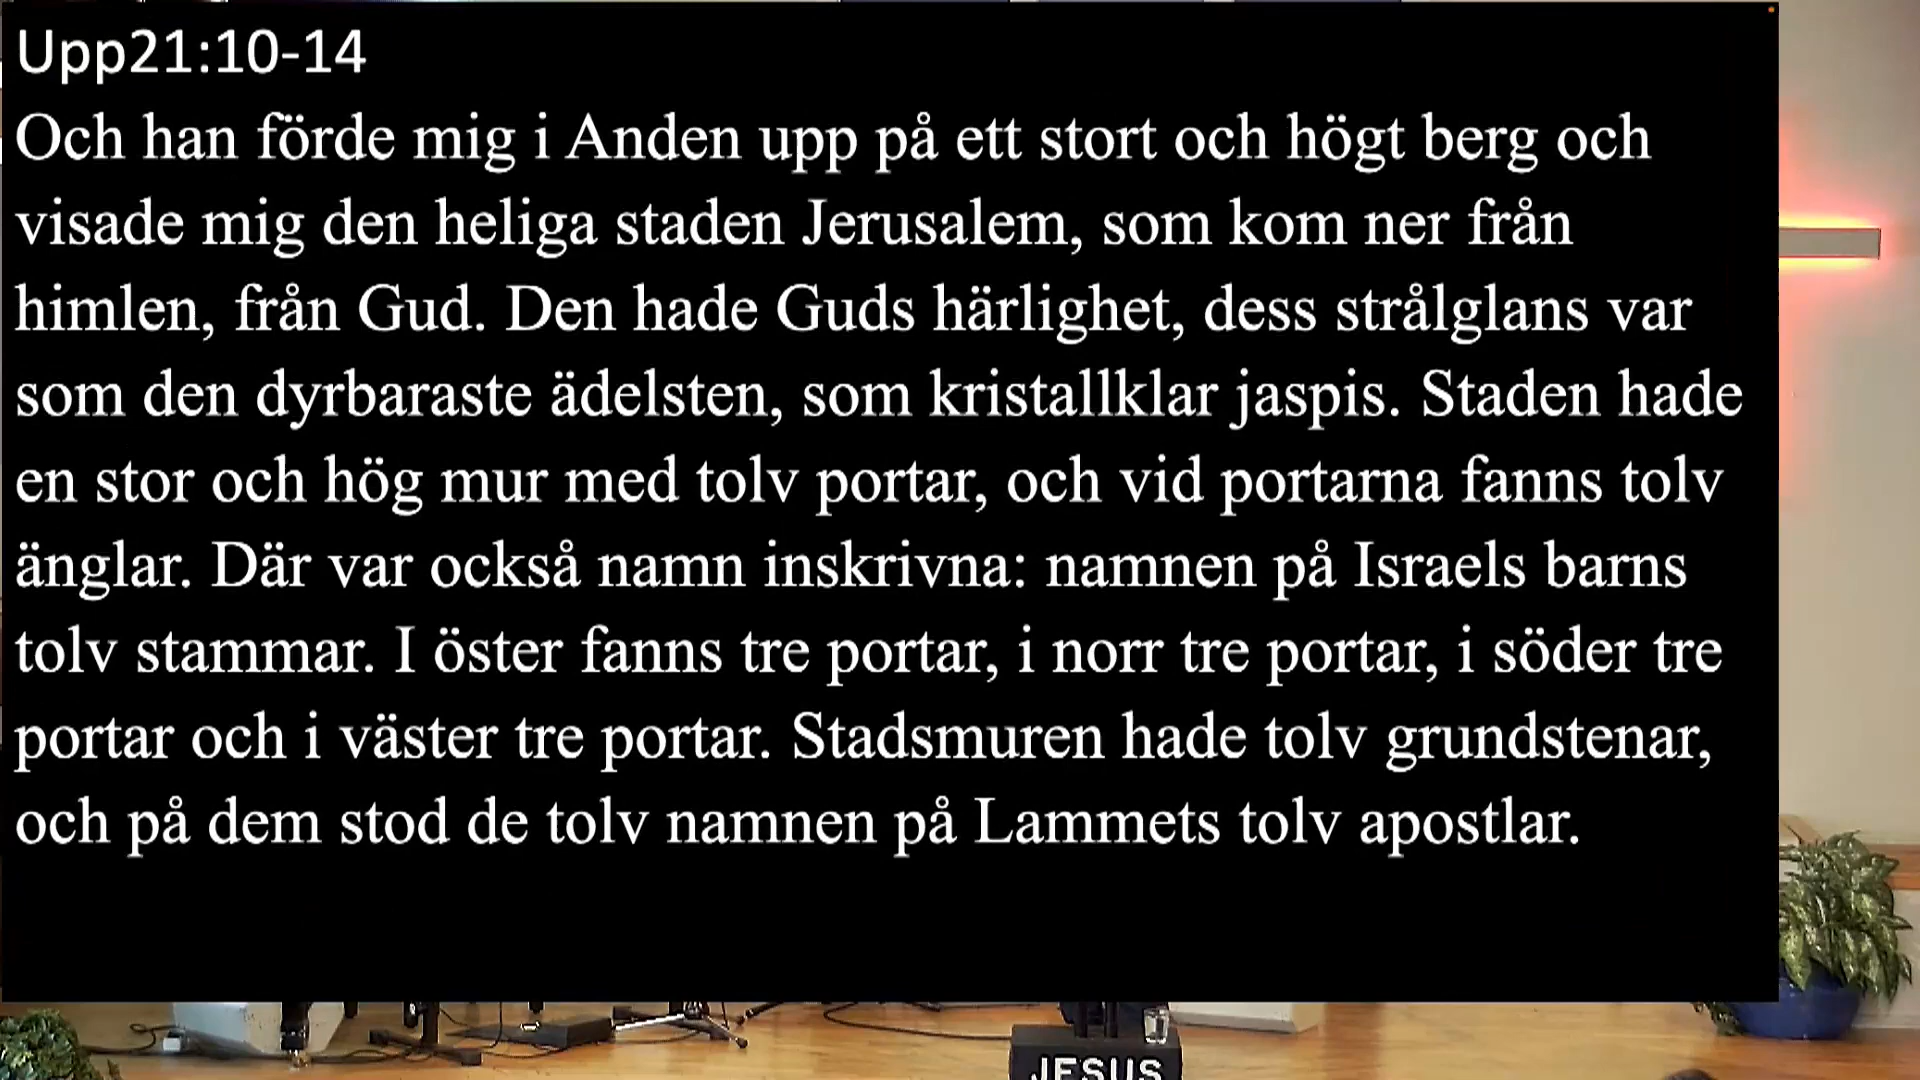 Upp21:10-14
Och han förde mig i Anden upp på ett stort och högt berg och
visade mig den heliga staden Jerusalem, som kom ner från
himlen, från Gud. Den hade Guds härlighet, dess strålglans var
som den dyrbaraste ädelsten, som kristallklar jaspis. Staden hade
en stor och hög mur med tolv portar, och vid portarna fanns tolv
änglar. Där var också namn inskrivna: namnen på Israels barns
tolv stammar. I öster fanns tre portar, i norr tre portar, i söder tre
portar och i väster tre portar. Stadsmuren hade tolv grundstenar,
och på dem stod de tolv namnen på Lammets tolv apostlar.
JESUS